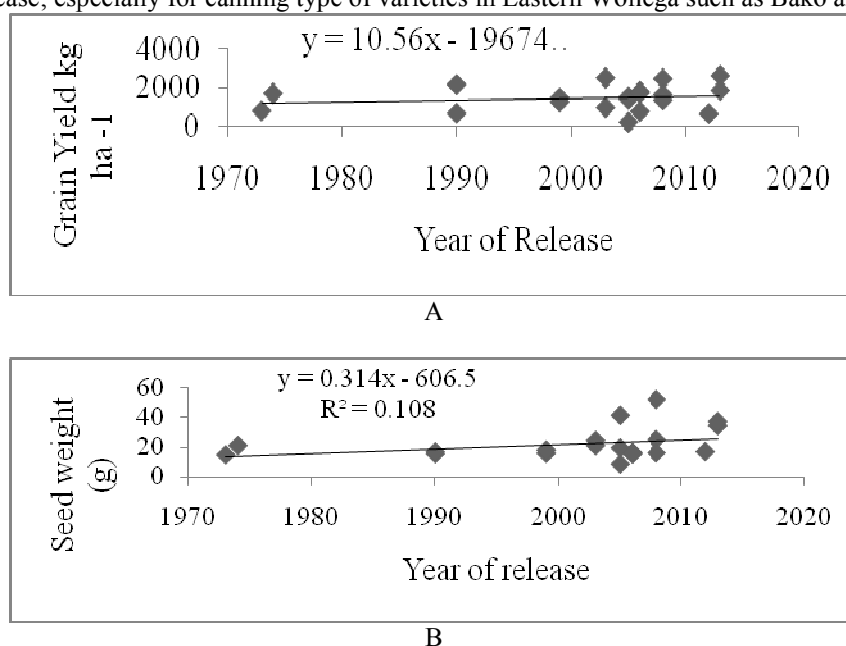 ease, especially for canning type of varieties in Eastern Wollega such as Bako a
y = 10.56x - 19674..
4000
2000
0
Grain Yield kg
ha -1
1970 1980 1990 2000 2010 2020
Year of Release
A
y = 0.314x - 606.5
R² = 0.108
60
40
20
0
Seed weight
(g)
1970 1980 1990 2000 2010 2020
Year of release
B